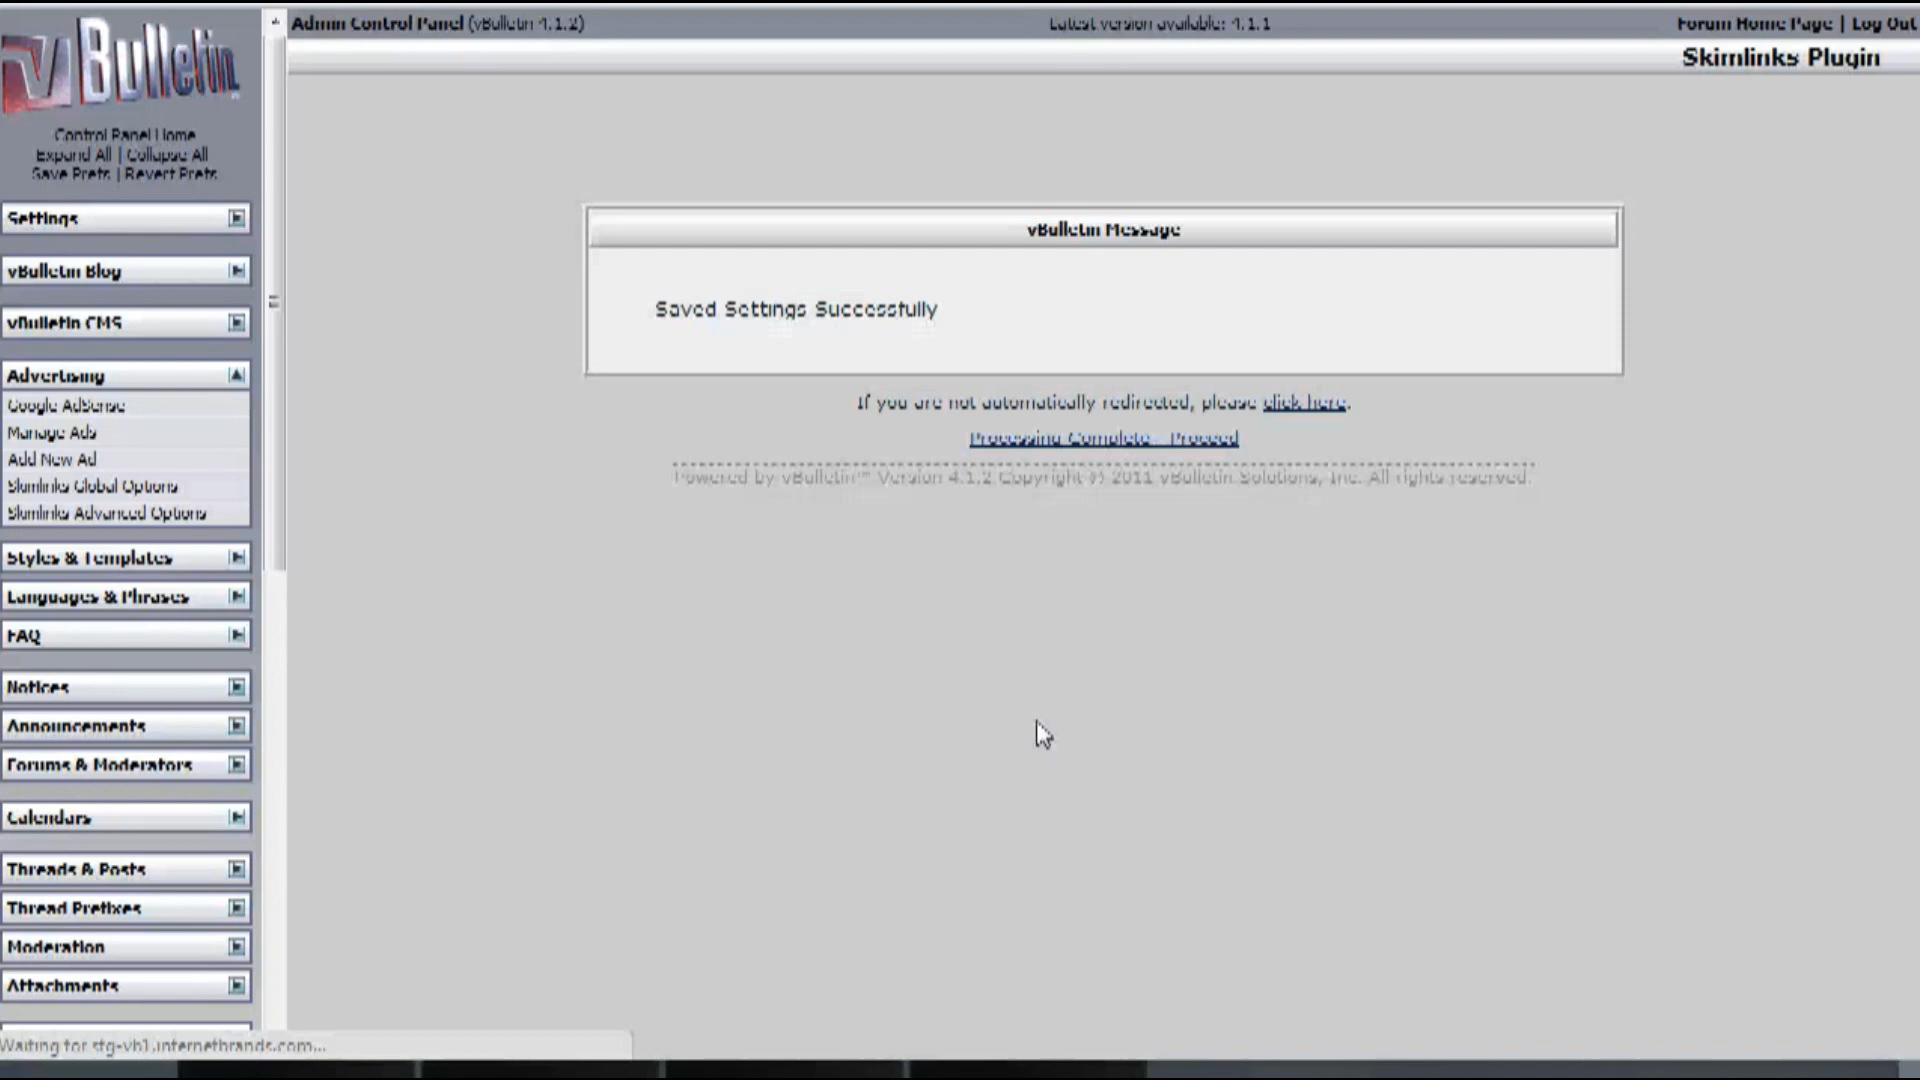 vBulletin
Admin Control Panel (vBulletin 4.1.2)
Latest version available: 4.1.1
Forum Home Page | Log Out
Skimlinks Plugin
Control Panel Home
Expand All | Collapse All
Save Prefs | Revert Prefs
Settings
vBulletin Blog
vBulletin CMS
Advertising
Google AdSense
Manage Ads
Add New Ad
Skimlinks Global Options
Skimlinks Advanced Options
Styles & Templates
Languages & Phrases
FAQ
Notices
Announcements
Forums & Moderators
Calendars
Threads & Posts
Thread Prefixes
Moderation
Attachments
vBulletin Message
Saved Settings Successfully
If you are not automatically redirected, please click here.
Processing Complete - Proceed
Powered by vBulletin™ Version 4.1.2 Copyright © 2011 vBulletin Solutions, Inc. All rights reserved.
Waiting for stg-vb1.internetbrands.com...